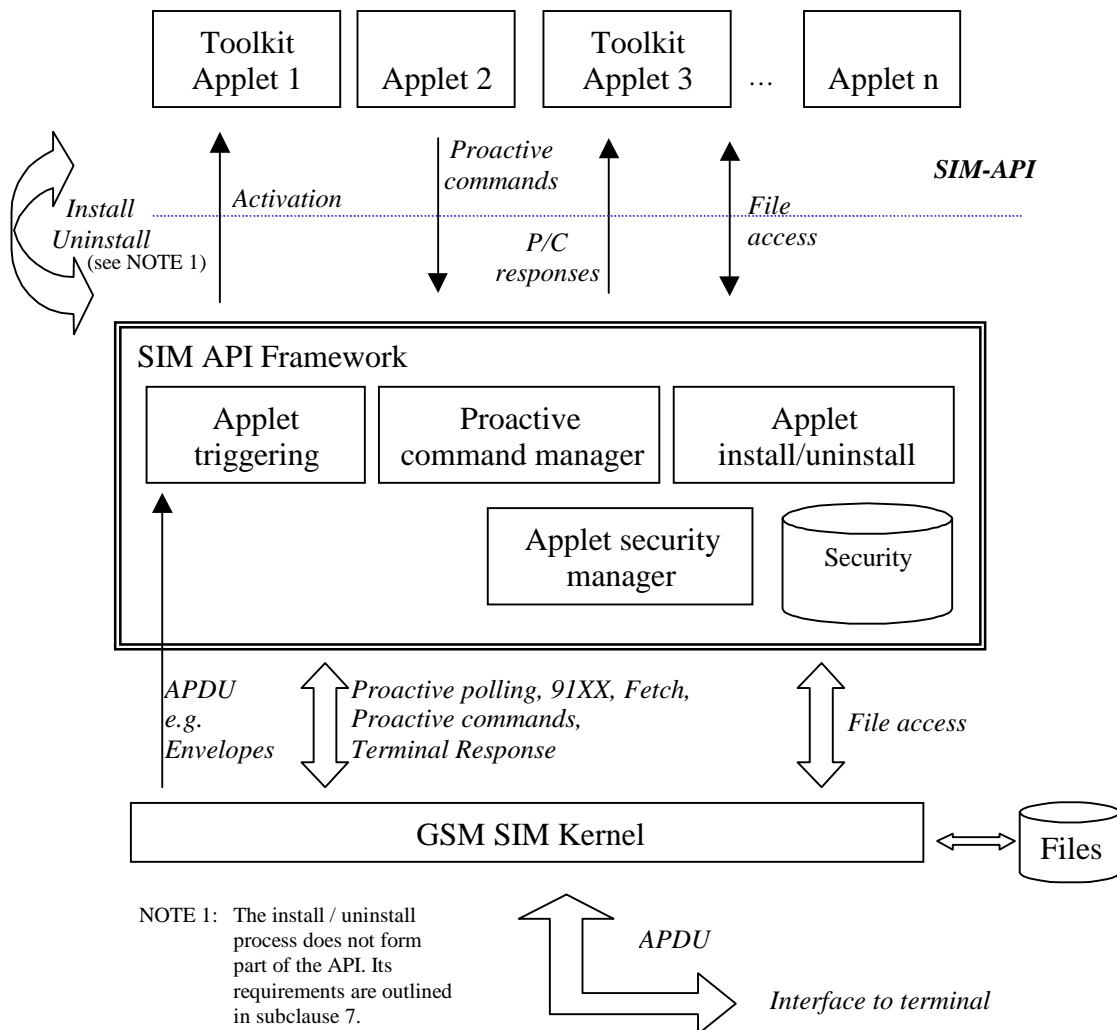 Toolkit
Applet 1
Applet 2
Toolkit
Applet 3
...
Applet n
Proactive
commands
SIM-API
Install
Uninstall
(see NOTE 1)
Activation
P/C
responses
File
access
SIM API Framework
Applet
triggering
Proactive
command manager
Applet
install/uninstall
Applet security
manager
Security
APDU
e.g.
Envelopes
Proactive polling, 91XX, Fetch,
Proactive commands,
Terminal Response
File access
GSM SIM Kernel
Files
NOTE 1: The install / uninstall
process does not form
part of the API. Its
requirements are outlined
in subclause 7.
APDU
Interface to terminal